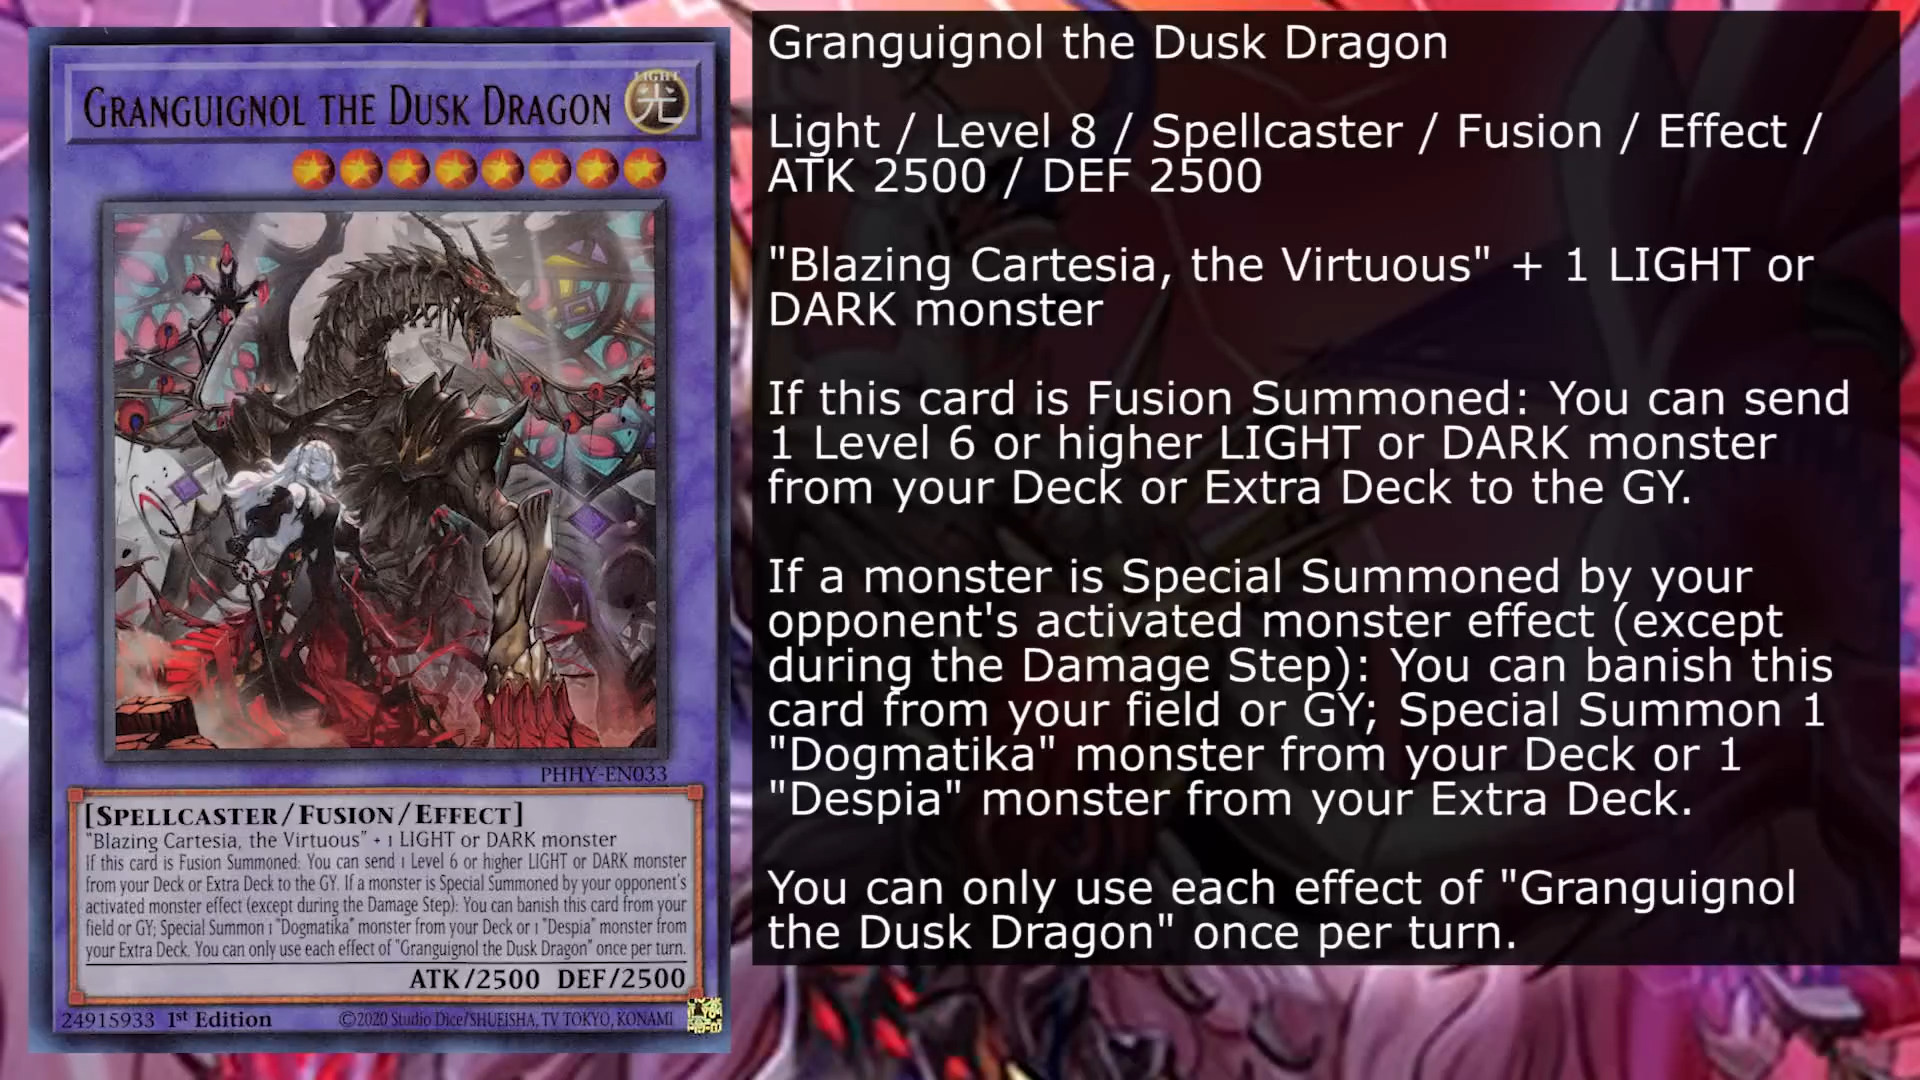 GRANGUIGNOL THE DUSK DRAGON
LIGHT
光
PHHY-EN033
[SPELLCASTER/FUSION/EFFECT]
"Blazing Cartesia, the Virtuous" + 1 LIGHT or DARK monster
If this card is Fusion Summoned: You can send 1 Level 6 or higher LIGHT or DARK monster
from your Deck or Extra Deck to the GY. If a monster is Special Summoned by your opponent's
activated monster effect (except during the Damage Step): You can banish this card from your
field or GY; Special Summon 1 "Dogmatika" monster from your Deck or 1 "Despia" monster from
your Extra Deck. You can only use each effect of "Granguignol the Dusk Dragon" once per turn.
ATK/2500 DEF/2500
24915933 1st Edition ©2020 Studio Dice/SHUEISHA, TV TOKYO, KONAMI
Granguignol the Dusk Dragon
Light / Level 8 / Spellcaster / Fusion / Effect /
ATK 2500 / DEF 2500
"Blazing Cartesia, the Virtuous" + 1 LIGHT or
DARK monster
If this card is Fusion Summoned: You can send
1 Level 6 or higher LIGHT or DARK monster
from your Deck or Extra Deck to the GY.
If a monster is Special Summoned by your
opponent's activated monster effect (except
during the Damage Step): You can banish this
card from your field or GY; Special Summon 1
"Dogmatika" monster from your Deck or 1
"Despia" monster from your Extra Deck.
You can only use each effect of "Granguignol
the Dusk Dragon" once per turn.